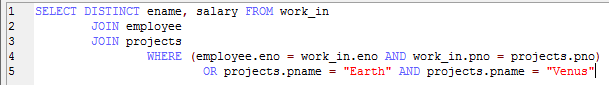 1 SELECT DISTINCT ename, salary FROM work_in
2 JOIN employee
3 JOIN projects
4 WHERE (employee.eno = work_in.eno AND work_in.pno = projects.pno)
5 OR projects.pname = "Earth" AND projects.pname = "Venus"